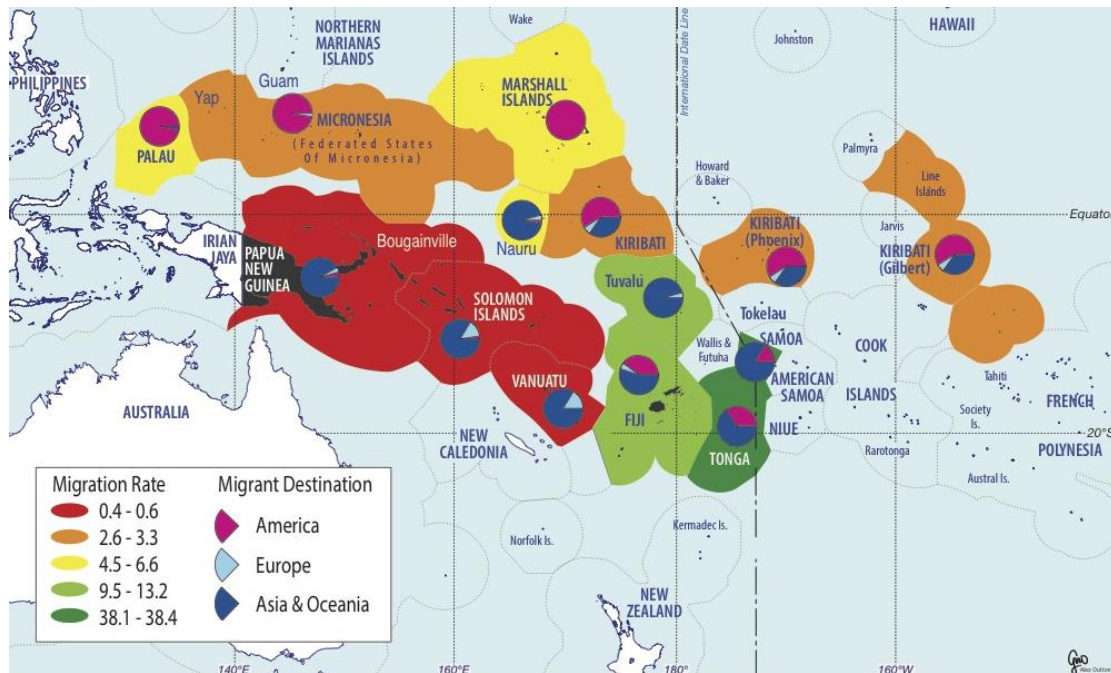 Wake
HAWAII
NORTHERN
MARIANAS
ISLANDS
Johnston
International Date Line
PHILIPPINES
Guam
MARSHALL
ISLANDS
Yap
MICRONESIA
(Federated States
Of Micronesia)
PALAU
Palmyra
Howard
& Baker
Line
Islands
Equator
Jarvis
Nauru
KIRIBATI
KIRIBATI
(Phoenix)
KIRIBATI
(Gilbert)
IRIAN
JAYA
PAPUA
NEW
GUINEA
Bougainville
Tuvalu
SOLOMON
ISLANDS
Tokelau
Wallis &
Futuna
SAMOA
COOK
ISLANDS
AMERICAN
SAMOA
VANUATU
Tahiti
FRENCH
POLYNESIA
AUSTRALIA
NEW
CALEDONIA
FIJI
NIUE
TONGA
Society
Is.
20°S
Rarotonga
Austral Is.
Migration Rate
0.4 - 0.6
2.6 - 3.3
4.5 - 6.6
9.5 - 13.2
38.1 - 38.4
Migrant Destination
America
Europe
Asia & Oceania
Norfolk Is.
Kermadec Is.
NEW
ZEALAND
140°E
160°E
180°
160°W